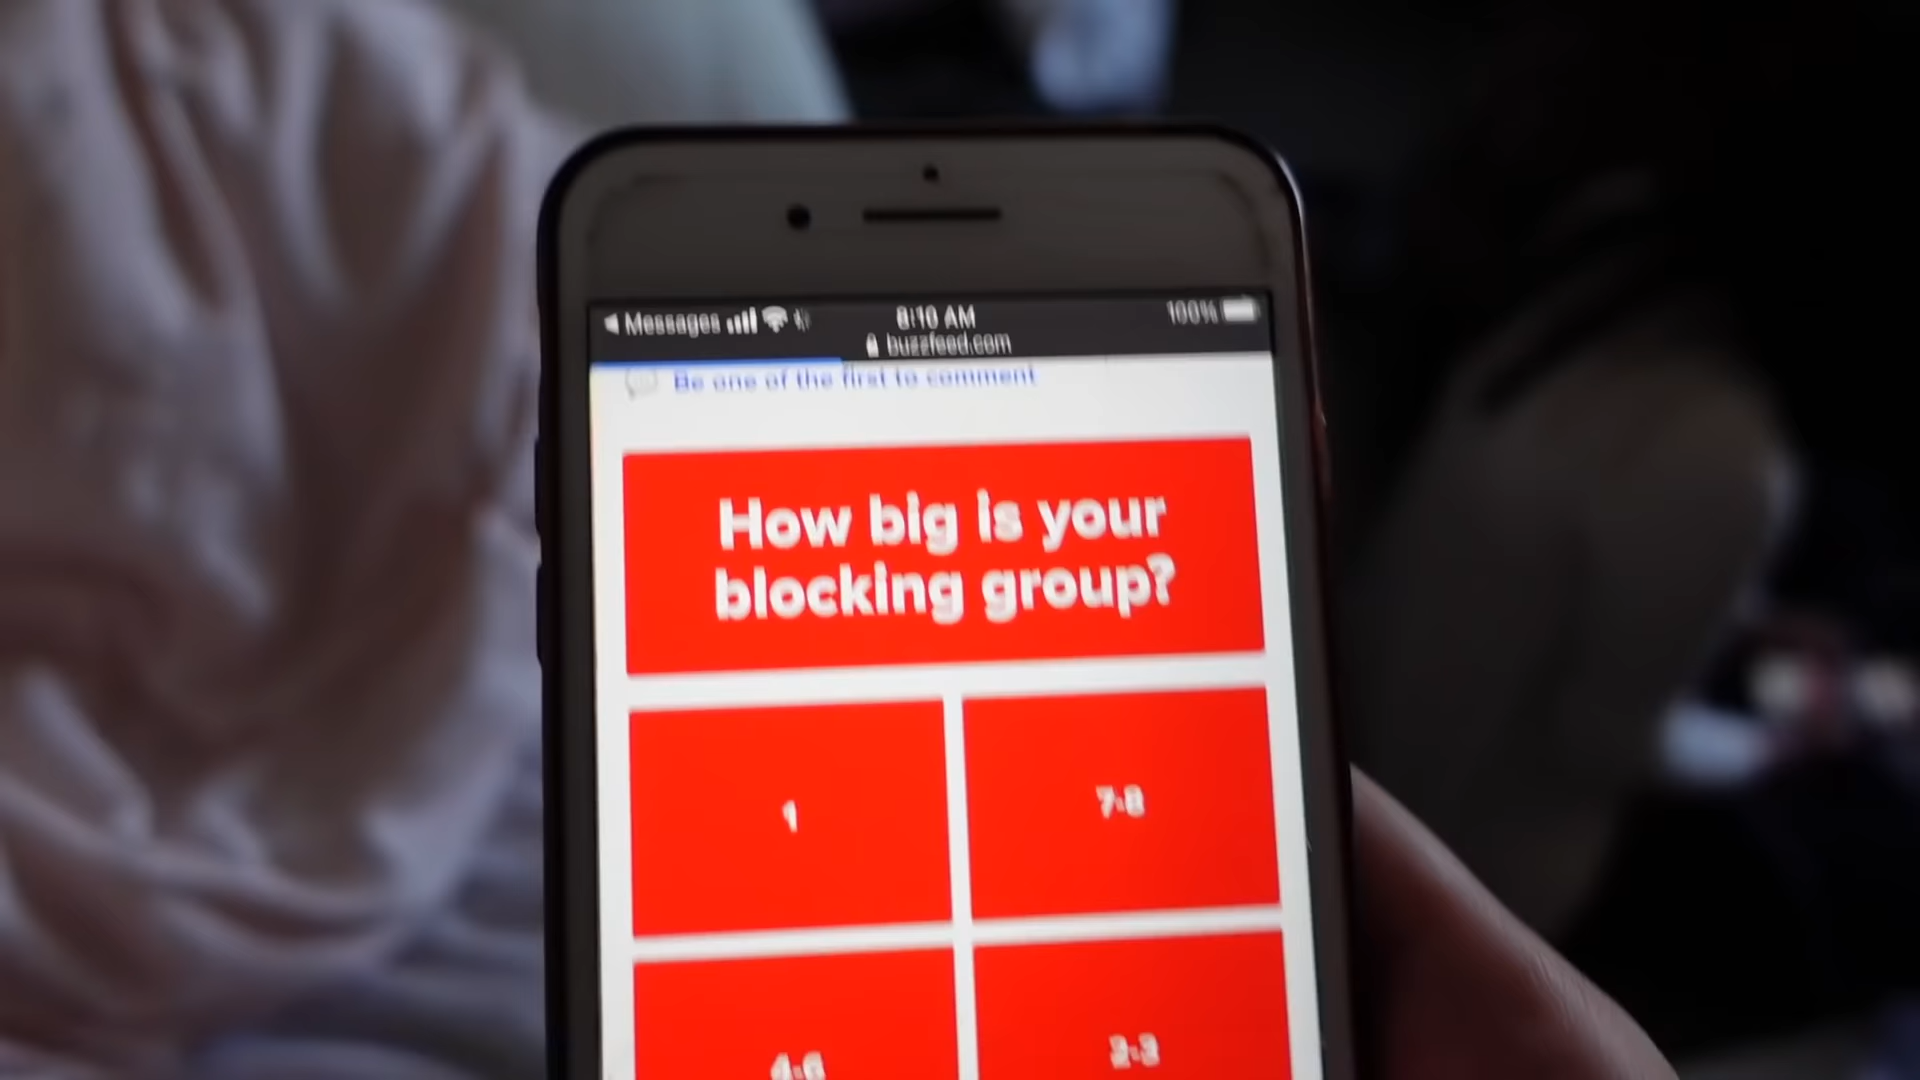 Messages 8:10 AM 100%
buzzfeed.com
Be one of the first to comment
How big is your
blocking group?
1 7-8
4-6 2-3